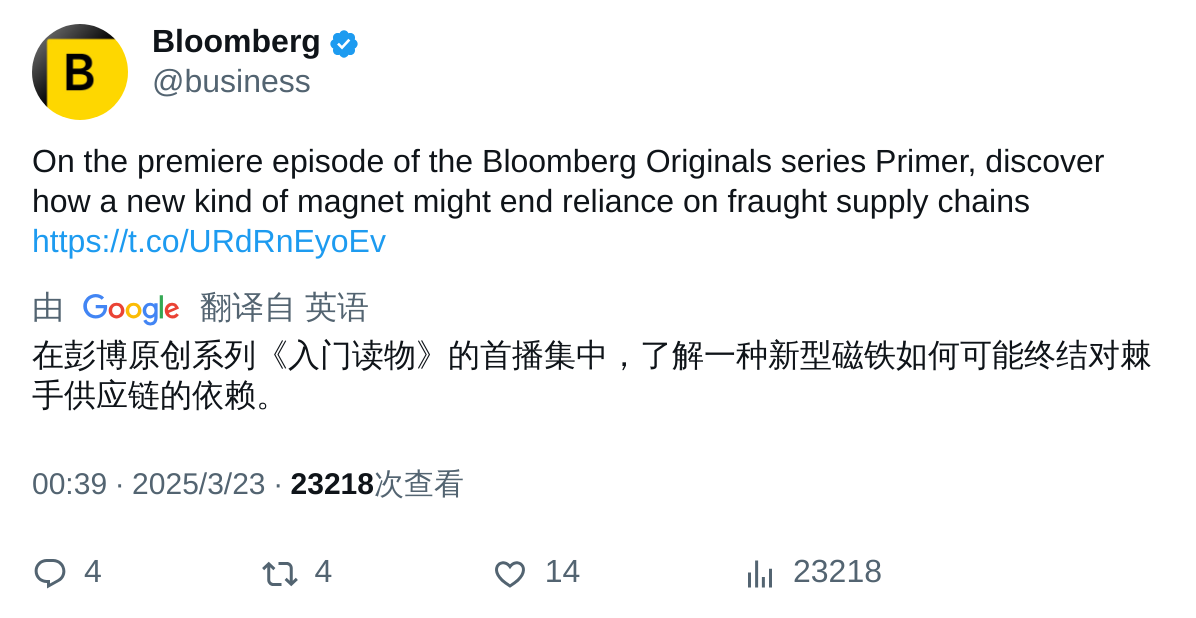 B
Bloomberg
@business
On the premiere episode of the Bloomberg Originals series Primer, discover
how a new kind of magnet might end reliance on fraught supply chains
https://t.co/URdRnEyoEv
由 Google 翻译自 英语
在彭博原创系列《入门读物》的首播集中，了解一种新型磁铁如何可能终结对棘
手供应链的依赖。
00:39 · 2025/3/23 · 23218次查看
4 4 14 23218